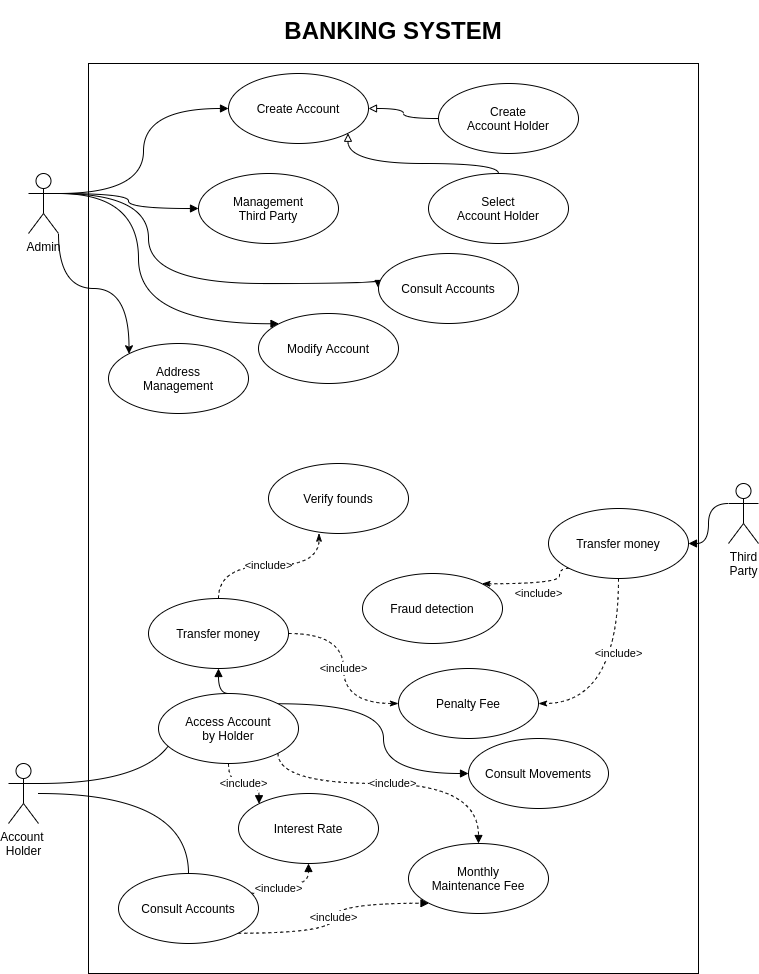 BANKING SYSTEM
Create Account
Create
Account Holder
Management
Third Party
Select
Account Holder
Admin
Consult Accounts
Modify Account
Address
Management
Verify founds
Transfer money
Third
Party
<include>
<include>
Fraud detection
Transfer money
<include>
<include>
Penalty Fee
Access Account
by Holder
Consult Movements
<include>
<include>
Account
Holder
Interest Rate
Monthly
Maintenance Fee
<include>
Consult Accounts
<include>